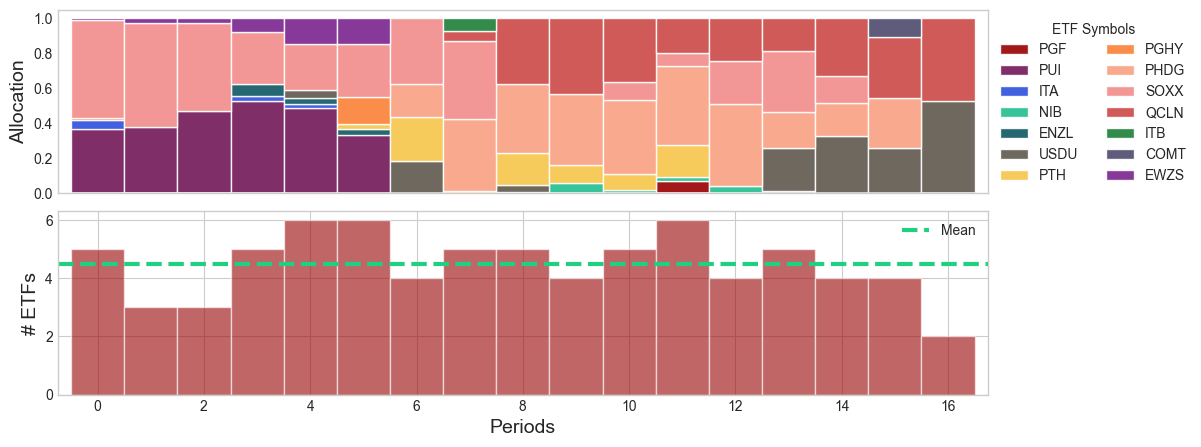 1.0
0.8
0.6
0.4
0.2
0.0
Allocation
ETF Symbols
PGF
PUI
ITA
NIB
ENZL
USDU
PTH
PGHY
PHDG
SOXX
QCLN
ITB
COMT
EWZS
6
4
2
0
# ETFs
Mean
0 2 4 6 8 10 12 14 16
Periods